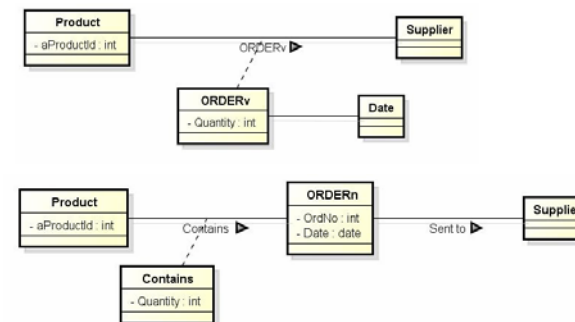 Product
- aProductId : int
ORDERv
Supplier
ORDERv
- Quantity : int
Date
Product
- aProductId : int
Contains
ORDERn
- OrdNo : int
- Date : date
Sent to
Supplie
Contains
- Quantity : int